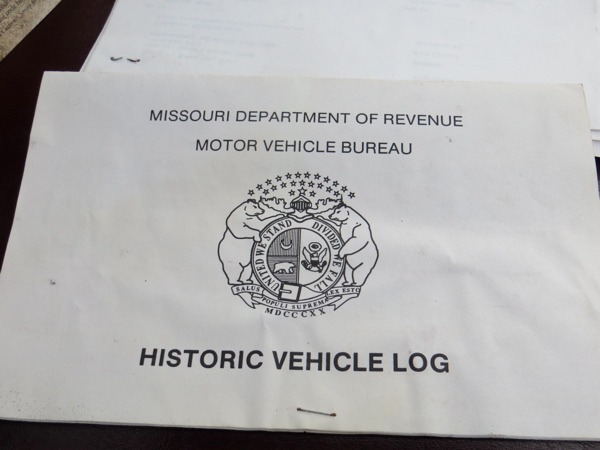 MISSOURI DEPARTMENT OF REVENUE
MOTOR VEHICLE BUREAU
UNITED WE STAND DIVIDED WE FALL
SALUS POPULI SUPREMA LEX ESTO
MDCCCXX
HISTORIC VEHICLE LOG